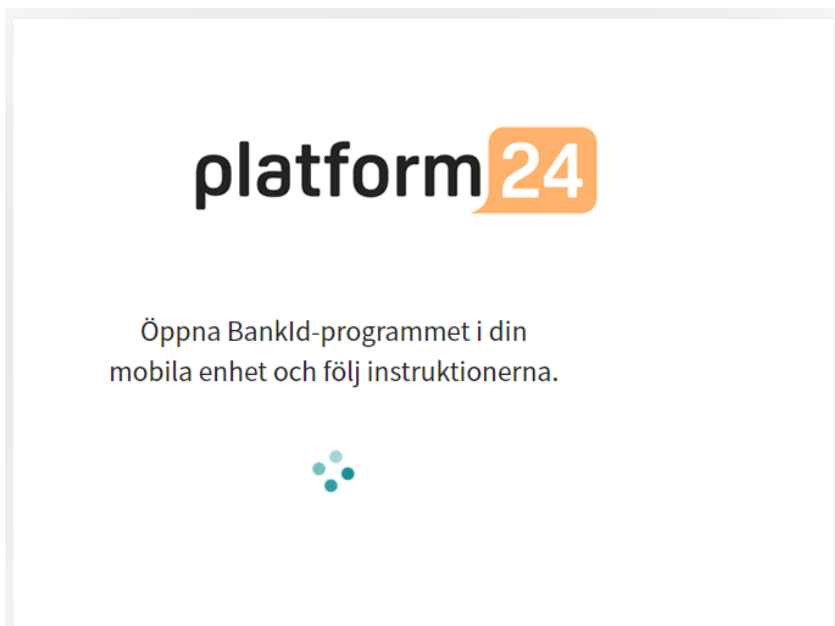 platform24
Öppna BankId-programmet i din
mobila enhet och följ instruktionerna.